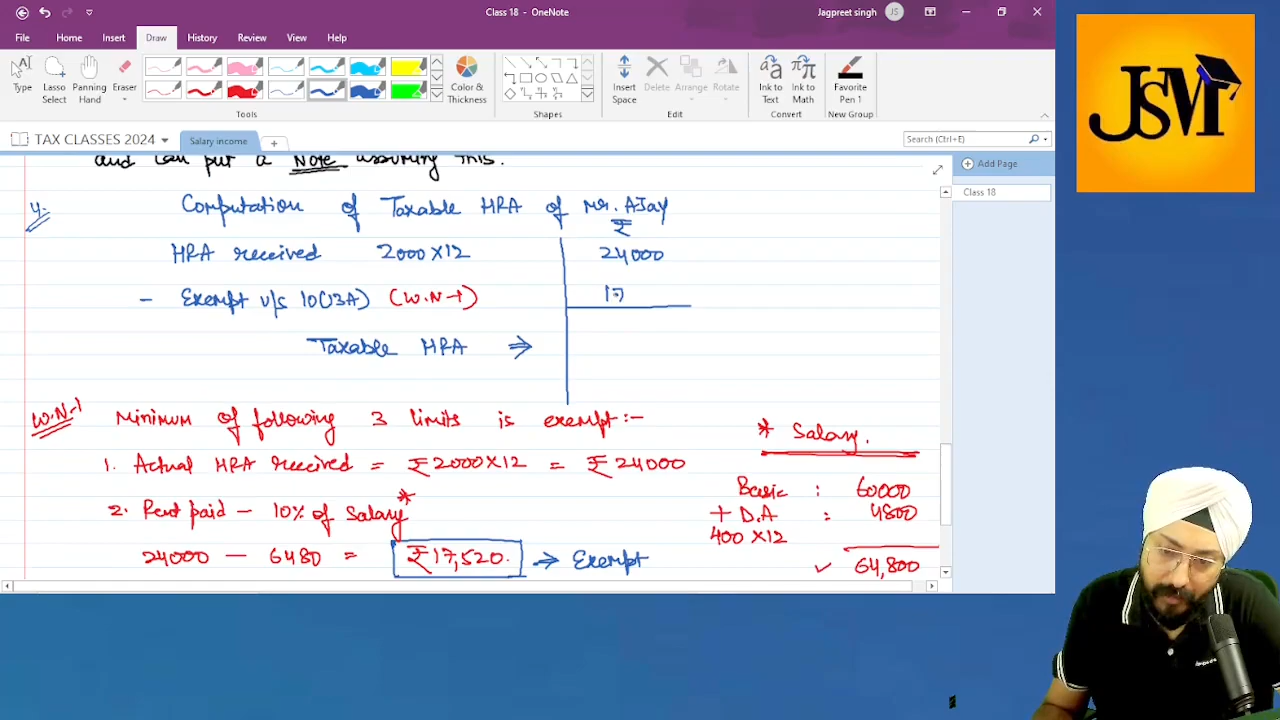 Class 18 - OneNote
Jagpreet singh JS
File Home Insert Draw History Review View Help
Type Lasso Select Panning Hand Eraser
Color & Thickness
Insert Space Delete Arrange Rotate
Ink to Text Ink to Math
Favorite Pen 1
Tools Shapes Edit Convert New Group
TAX CLASSES 2024 Salary income +
Search (Ctrl+E)
Add Page
Class 18
and can put a Note assuming this.
4. Computation of Taxable HRA of Mr. AJay
₹
HRA received 2000×12 24000
- Exempt u/s 10(13A) (W.N-1) 17
Taxable HRA ⇒
W.N-1 Minimum of following 3 limits is exempt:-
1. Actual HRA received = ₹2000×12 = ₹24000
2. Rent paid - 10% of Salary*
24000 - 6480 = ₹17,520. → Exempt
* Salary.
Basic : 60000
+ D.A : 4800
400×12
✓ 64,800
JSM